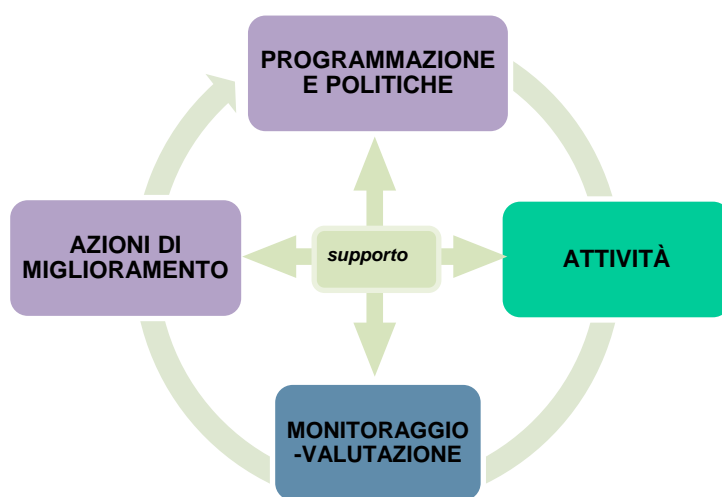 PROGRAMMAZIONE
E POLITICHE
AZIONI DI
MIGLIORAMENTO
supporto
ATTIVITÀ
MONITORAGGIO
-VALUTAZIONE